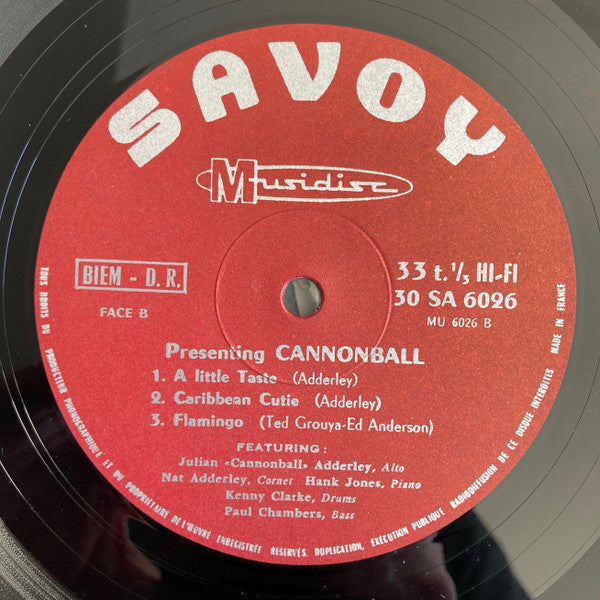 SAVOY
Musidisc
BIEM - D. R.
FACE B
33 t. 1/3 HI-FI
30 SA 6026
MU 6026 B
Presenting CANNONBALL
1. A little Taste (Adderley)
2. Caribbean Cutie (Adderley)
3. Flamingo (Ted Grouya-Ed Anderson)
FEATURING:
Julian «Cannonball» Adderley, Alto
Nat Adderley, Cornet Hank Jones, Piano
Kenny Clarke, Drums
Paul Chambers, Bass
TOUS DROITS DU PRODUCTEUR PHONOGRAPHIQUE ET DU PROPRIETAIRE DE L'ŒUVRE ENREGISTRÉE RESERVES. DUPLICATION, EXECUTION PUBLIQUE RADIODIFFUSION DE CE DISQUE INTERDITES MADE IN FRANCE